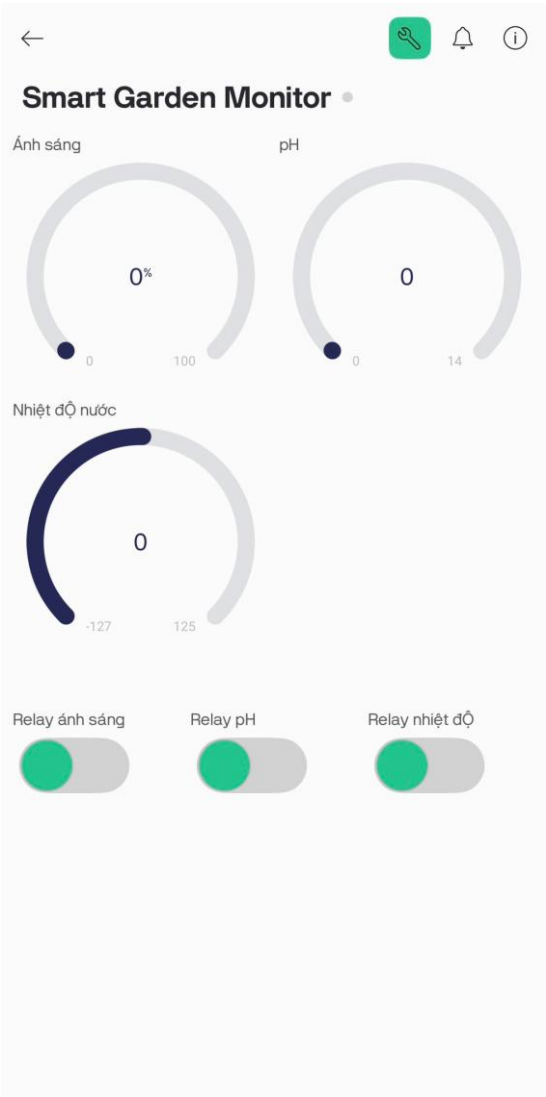 Smart Garden Monitor
Ánh sáng pH
0% 0
0 100 0 14
Nhiệt độ nước
0
-127 125
Relay ánh sáng Relay pH Relay nhiệt độ